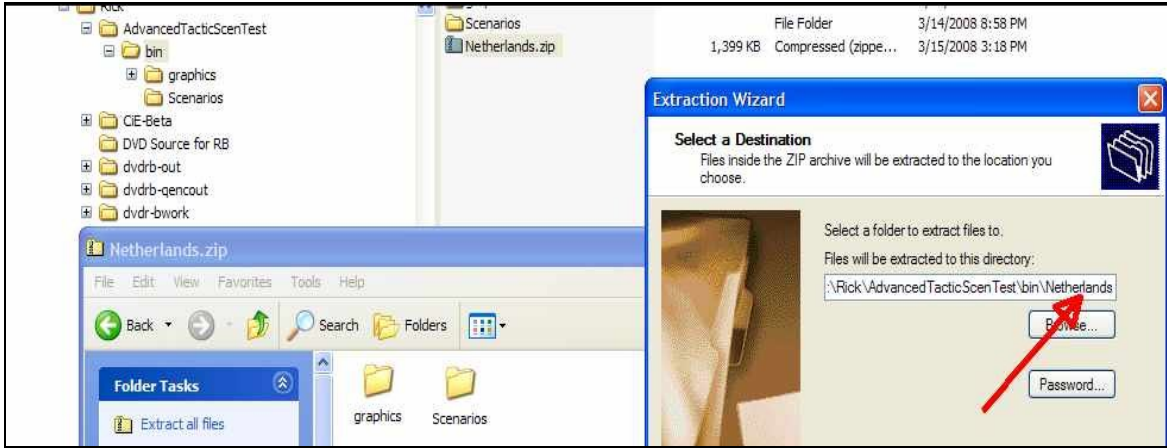 Rick
AdvancedTacticScenTest
bin
graphics
Scenarios
CiE-Beta
DVD Source for RB
dvdrb-out
dvdrb-qencout
dvdr-bwork
Scenarios File Folder 3/14/2008 8:58 PM
Netherlands.zip 1,399 KB Compressed (zippe... 3/15/2008 3:18 PM
Netherlands.zip
File Edit View Favorites Tools Help
Back Search Folders
Folder Tasks
Extract all files
graphics Scenarios
Extraction Wizard
Select a Destination
Files inside the ZIP archive will be extracted to the location you
choose.
Select a folder to extract files to.
Files will be extracted to this directory:
:\Rick\AdvancedTacticScenTest\bin\Netherlands
Browse...
Password...